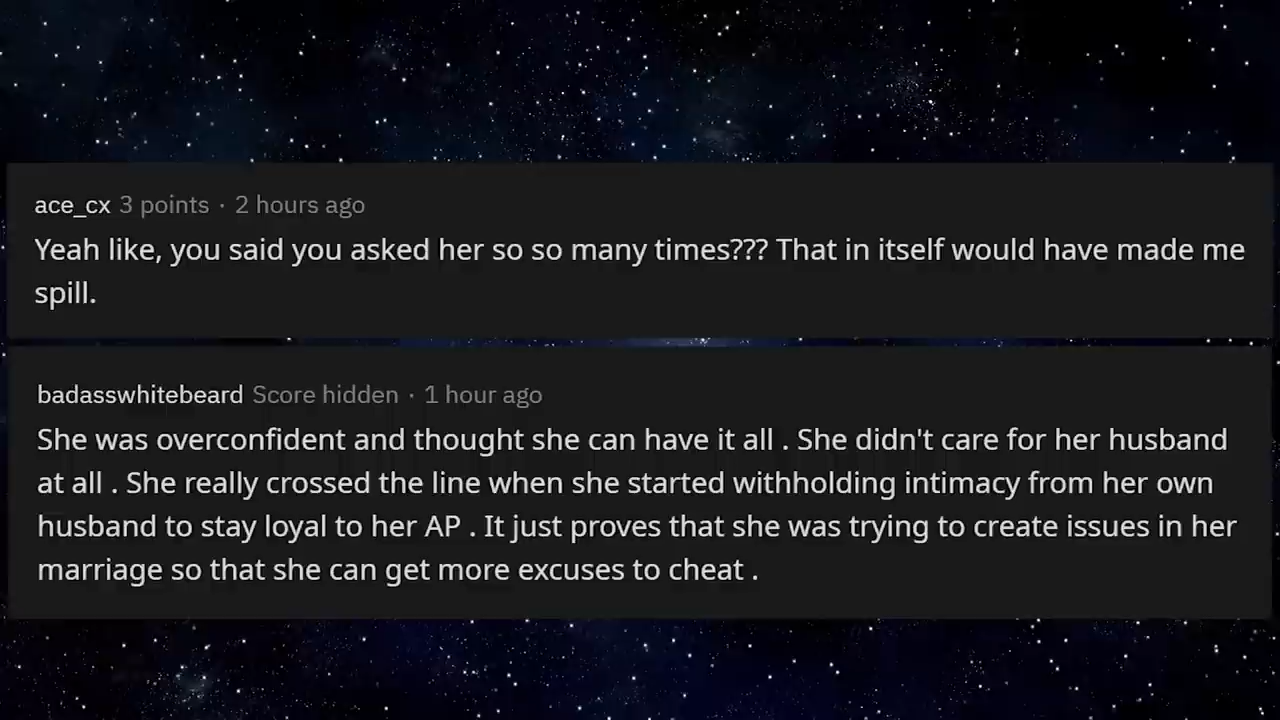 ace_cx 3 points · 2 hours ago
Yeah like, you said you asked her so so many times??? That in itself would have made me
spill.
badasswhitebeard Score hidden · 1 hour ago
She was overconfident and thought she can have it all . She didn't care for her husband
at all . She really crossed the line when she started withholding intimacy from her own
husband to stay loyal to her AP . It just proves that she was trying to create issues in her
marriage so that she can get more excuses to cheat .